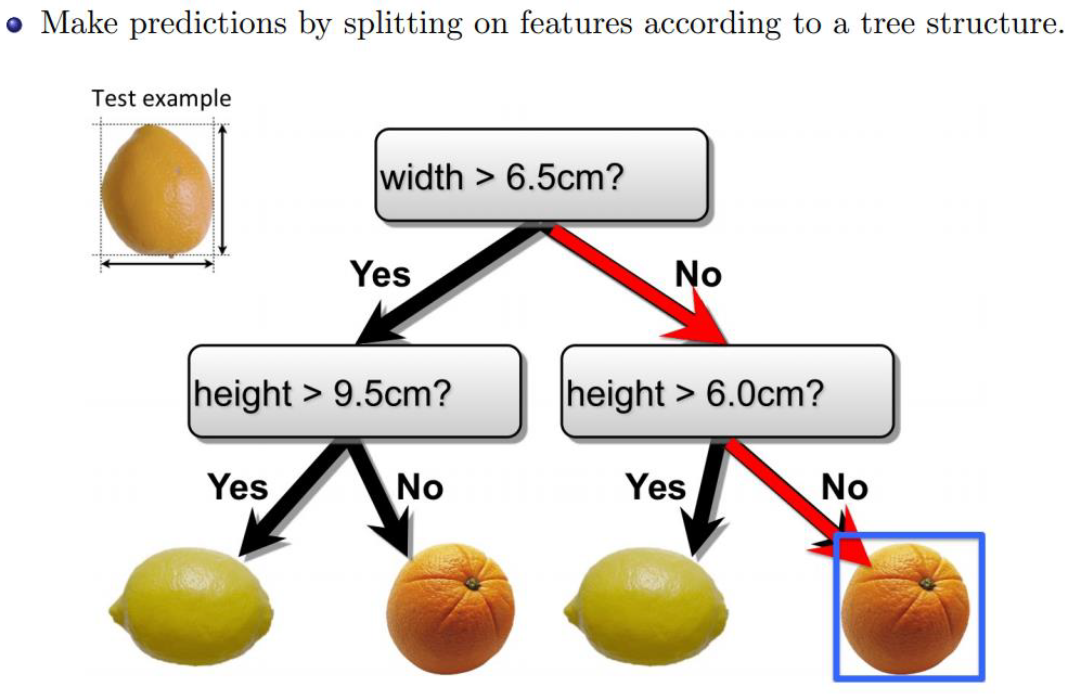 Make predictions by splitting on features according to a tree structure.
Test example
width > 6.5cm?
Yes
No
height > 9.5cm?
height > 6.0cm?
Yes
No
Yes
No